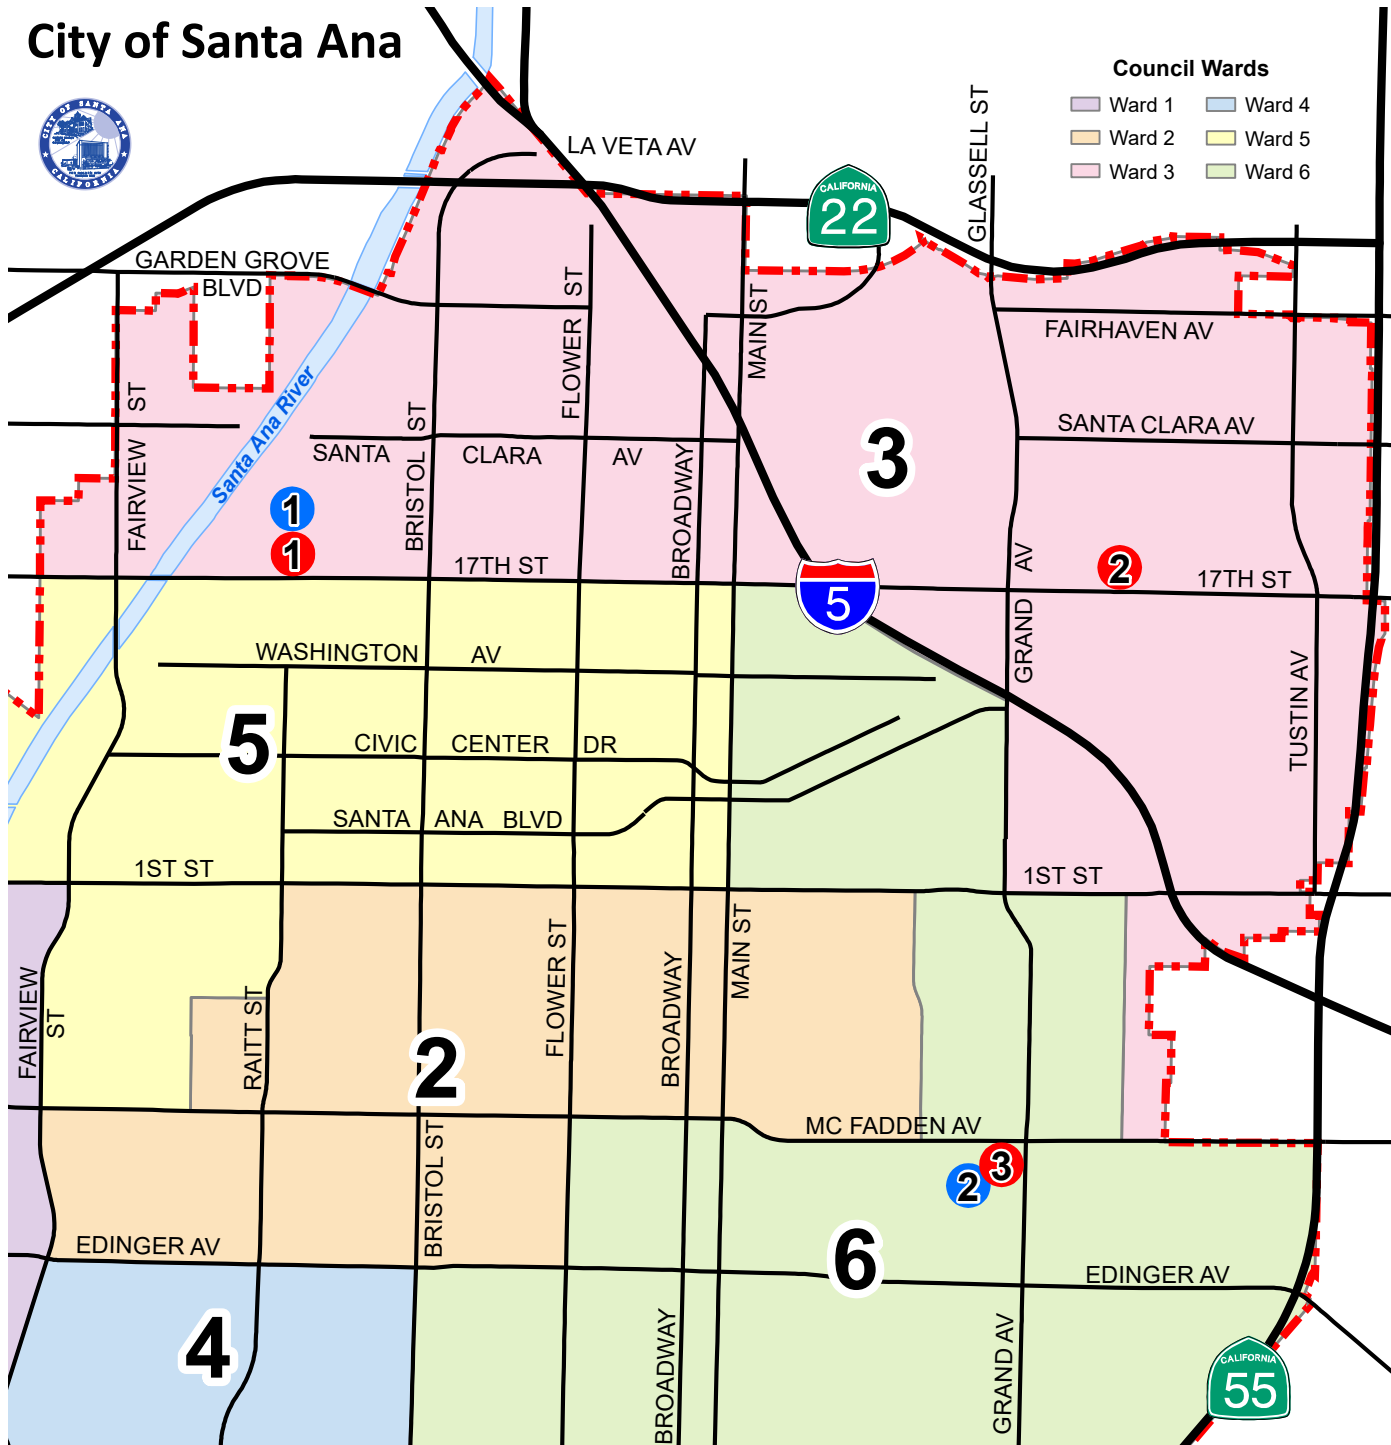 City of Santa Ana
CITY OF SANTA ANA
CALIFORNIA
Council Wards
Ward 1
Ward 4
Ward 2
Ward 5
Ward 3
Ward 6
LA VETA AV
GLASSELL ST
CALIFORNIA
22
GARDEN GROVE
BLVD
FLOWER ST
MAIN ST
FAIRHAVEN AV
Santa Ana River
FAIRVIEW ST
BRISTOL ST
SANTA CLARA AV
SANTA CLARA AV
BROADWAY
3
1
1
17TH ST
2
17TH ST
5
GRAND AV
WASHINGTON AV
TUSTIN AV
5
CIVIC CENTER DR
SANTA ANA BLVD
1ST ST
1ST ST
FAIRVIEW
ST
RAITT ST
FLOWER ST
BROADWAY
MAIN ST
2
MC FADDEN AV
BRISTOL ST
3
2
EDINGER AV
6
EDINGER AV
4
BROADWAY
GRAND AV
CALIFORNIA
55